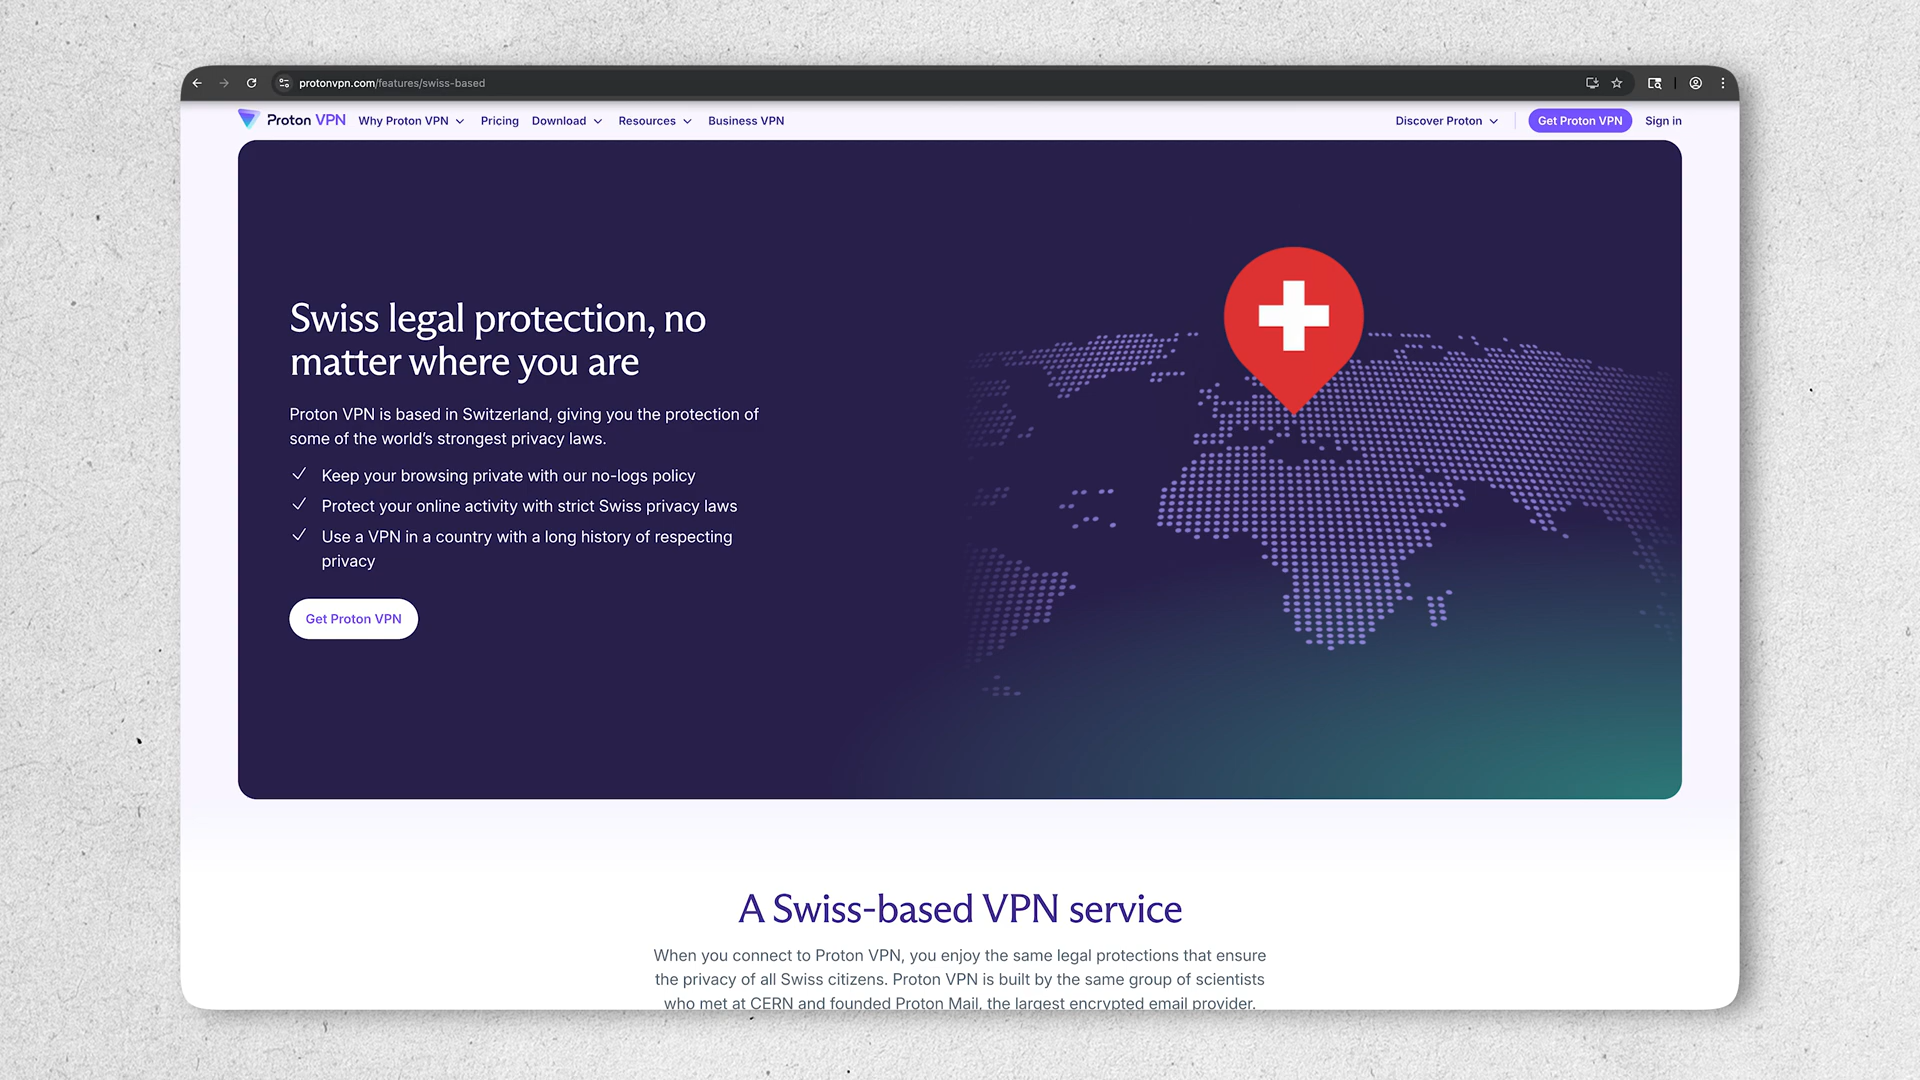 protonvpn.com/features/swiss-based
Proton VPN Why Proton VPN Pricing Download Resources Business VPN Discover Proton Get Proton VPN Sign in
Swiss legal protection, no
matter where you are
Proton VPN is based in Switzerland, giving you the protection of
some of the world’s strongest privacy laws.
Keep your browsing private with our no-logs policy
Protect your online activity with strict Swiss privacy laws
Use a VPN in a country with a long history of respecting
privacy
Get Proton VPN
A Swiss-based VPN service
When you connect to Proton VPN, you enjoy the same legal protections that ensure
the privacy of all Swiss citizens. Proton VPN is built by the same group of scientists
who met at CERN and founded Proton Mail, the largest encrypted email provider.